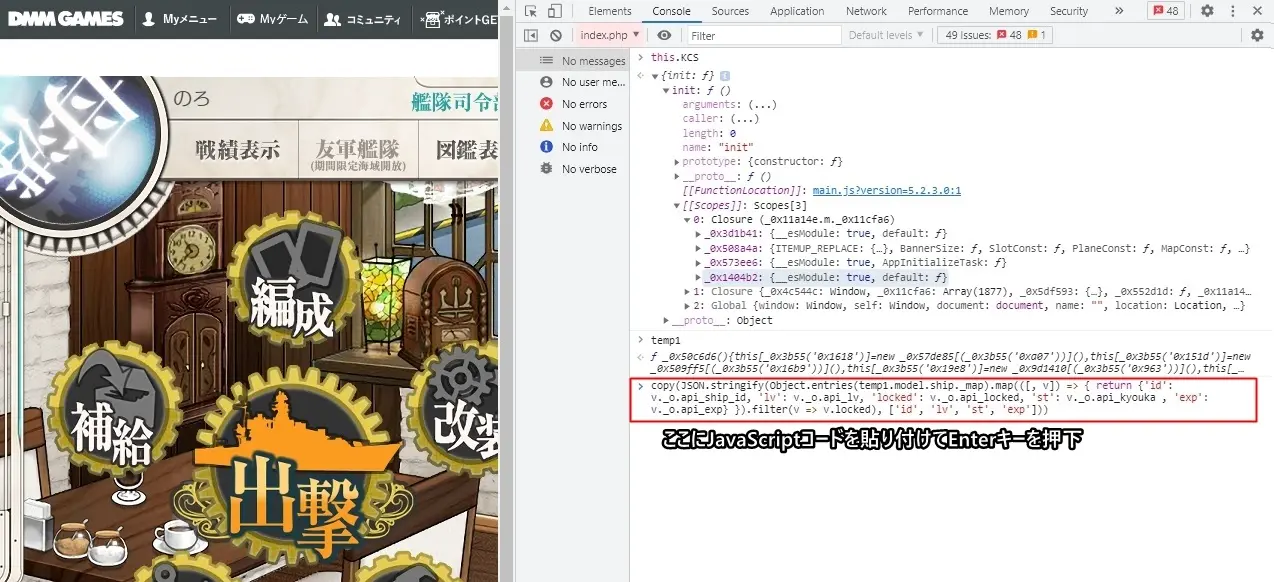 DMM GAMES
Myメニュー
Myゲーム
コミュニティ
ポイントGE
のろ
艦隊司令部
戦績表示
友軍艦隊
(期間限定海域開放)
図鑑表
編成
補給
改装
出撃
Elements
Console
Sources
Application
Network
Performance
Memory
Security
»
48
index.php ▼
Filter
Default levels ▼
49 Issues: 48 1
No messages
No user me...
No errors
No warnings
No info
No verbose
> this.KCS
{init: ƒ}
init: ƒ ()
arguments: (...)
caller: (...)
length: 0
name: "init"
prototype: {constructor: ƒ}
__proto__: ƒ ()
[[FunctionLocation]]: main.js?version=5.2.3.0:1
[[Scopes]]: Scopes[3]
0: Closure (_0x11a14e.m._0x11cfa6)
_0x3d1b41: {__esModule: true, default: ƒ}
_0x508a4a: {ITEMUP_REPLACE: {…}, BannerSize: ƒ, SlotConst: ƒ, PlaneConst: ƒ, MapConst: ƒ, …}
_0x573ee6: {__esModule: true, AppInitializeTask: ƒ}
_0x1404b2: {__esModule: true, default: ƒ}
1: Closure {_0x4c544c: Window, _0x11cfa6: Array(1877), _0x5df593: {…}, _0x552d1d: ƒ, _0x11a14…
2: Global {window: Window, self: Window, document: document, name: "", location: Location, …}
__proto__: Object
> temp1
ƒ _0x50c6d6(){this[_0x3b55('0x1618')]=new _0x57de85[(_0x3b55('0xa07'))](),this[_0x3b55('0x151d')]=new
_0x509ff5[(_0x3b55('0x16b9'))](),this[_0x3b55('0x19e8')]=new _0x9d1410[(_0x3b55('0x963'))](),this[_…
> copy(JSON.stringify(Object.entries(temp1.model.ship._map).map(([, v]) => { return {'id':
v._o.api_ship_id, 'lv': v._o.api_lv, 'locked': v._o.api_locked, 'st': v._o.api_kyouka , 'exp':
v._o.api_exp} }).filter(v => v.locked), ['id', 'lv', 'st', 'exp']))
ここにJavaScriptコードを貼り付けてEnterキーを押下